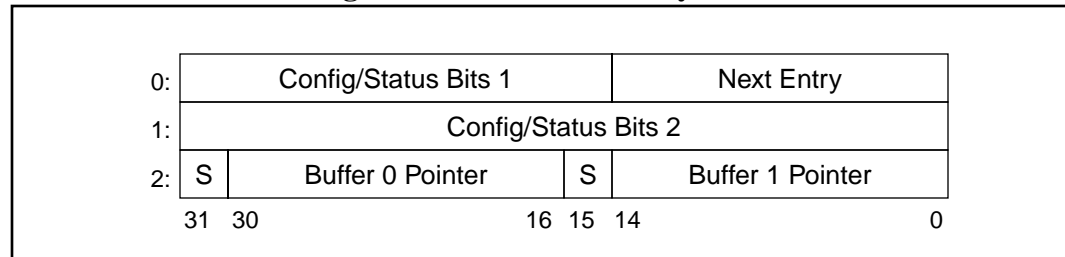 0: Config/Status Bits 1 Next Entry
1: Config/Status Bits 2
2: S Buffer 0 Pointer S Buffer 1 Pointer
31 30 16 15 14 0